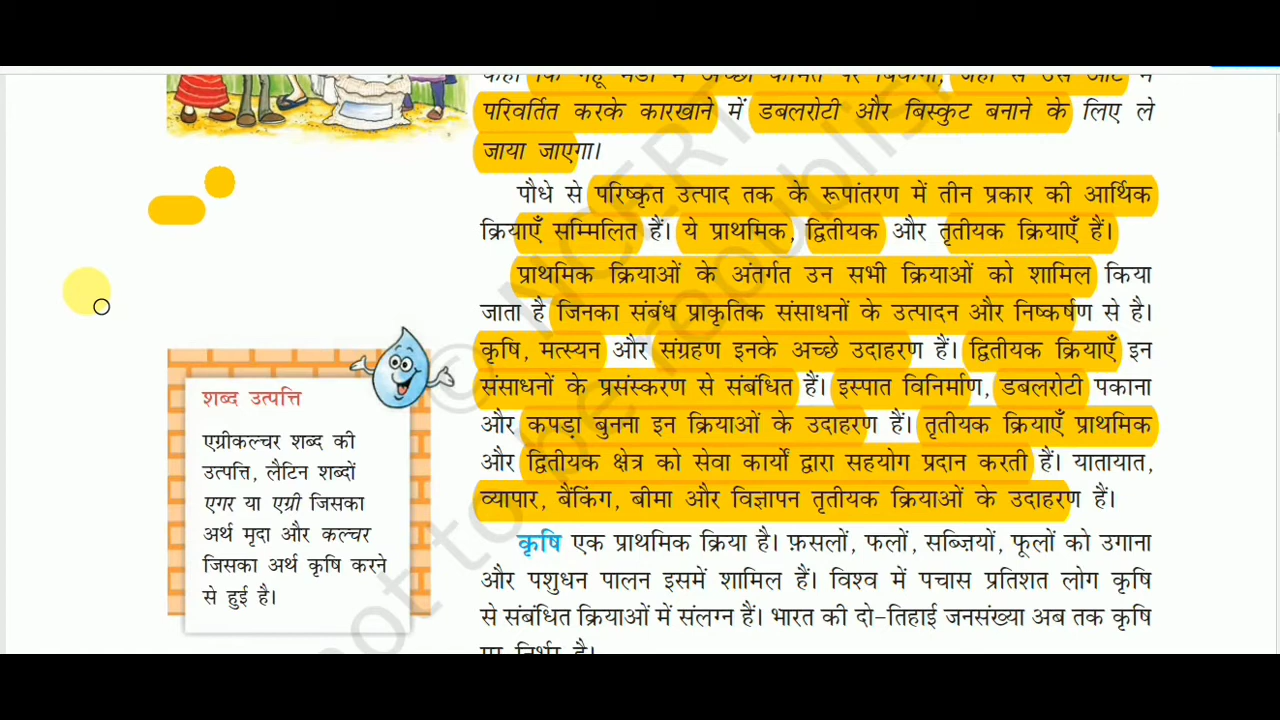 परिवर्तित करके कारखाने में डबलरोटी और बिस्कुट बनाने के लिए ले
जाया जाएगा।
पौधे से परिष्कृत उत्पाद तक के रूपांतरण में तीन प्रकार की आर्थिक
क्रियाएँ सम्मिलित हैं। ये प्राथमिक, द्वितीयक और तृतीयक क्रियाएँ हैं।
प्राथमिक क्रियाओं के अंतर्गत उन सभी क्रियाओं को शामिल किया
जाता है जिनका संबंध प्राकृतिक संसाधनों के उत्पादन और निष्कर्षण से है।
कृषि, मत्स्यन और संग्रहण इनके अच्छे उदाहरण हैं। द्वितीयक क्रियाएँ इन
संसाधनों के प्रसंस्करण से संबंधित हैं। इस्पात विनिर्माण, डबलरोटी पकाना
और कपड़ा बुनना इन क्रियाओं के उदाहरण हैं। तृतीयक क्रियाएँ प्राथमिक
और द्वितीयक क्षेत्र को सेवा कार्यों द्वारा सहयोग प्रदान करती हैं। यातायात,
व्यापार, बैंकिंग, बीमा और विज्ञापन तृतीयक क्रियाओं के उदाहरण हैं।
कृषि एक प्राथमिक क्रिया है। फ़सलों, फलों, सब्जियों, फूलों को उगाना
और पशुधन पालन इसमें शामिल हैं। विश्व में पचास प्रतिशत लोग कृषि
से संबंधित क्रियाओं में संलग्न हैं। भारत की दो-तिहाई जनसंख्या अब तक कृषि
शब्द उत्पत्ति
एग्रीकल्चर शब्द की
उत्पत्ति, लैटिन शब्दों
एगर या एग्री जिसका
अर्थ मृदा और कल्चर
जिसका अर्थ कृषि करने
से हुई है।
© NCERT
not to be republis